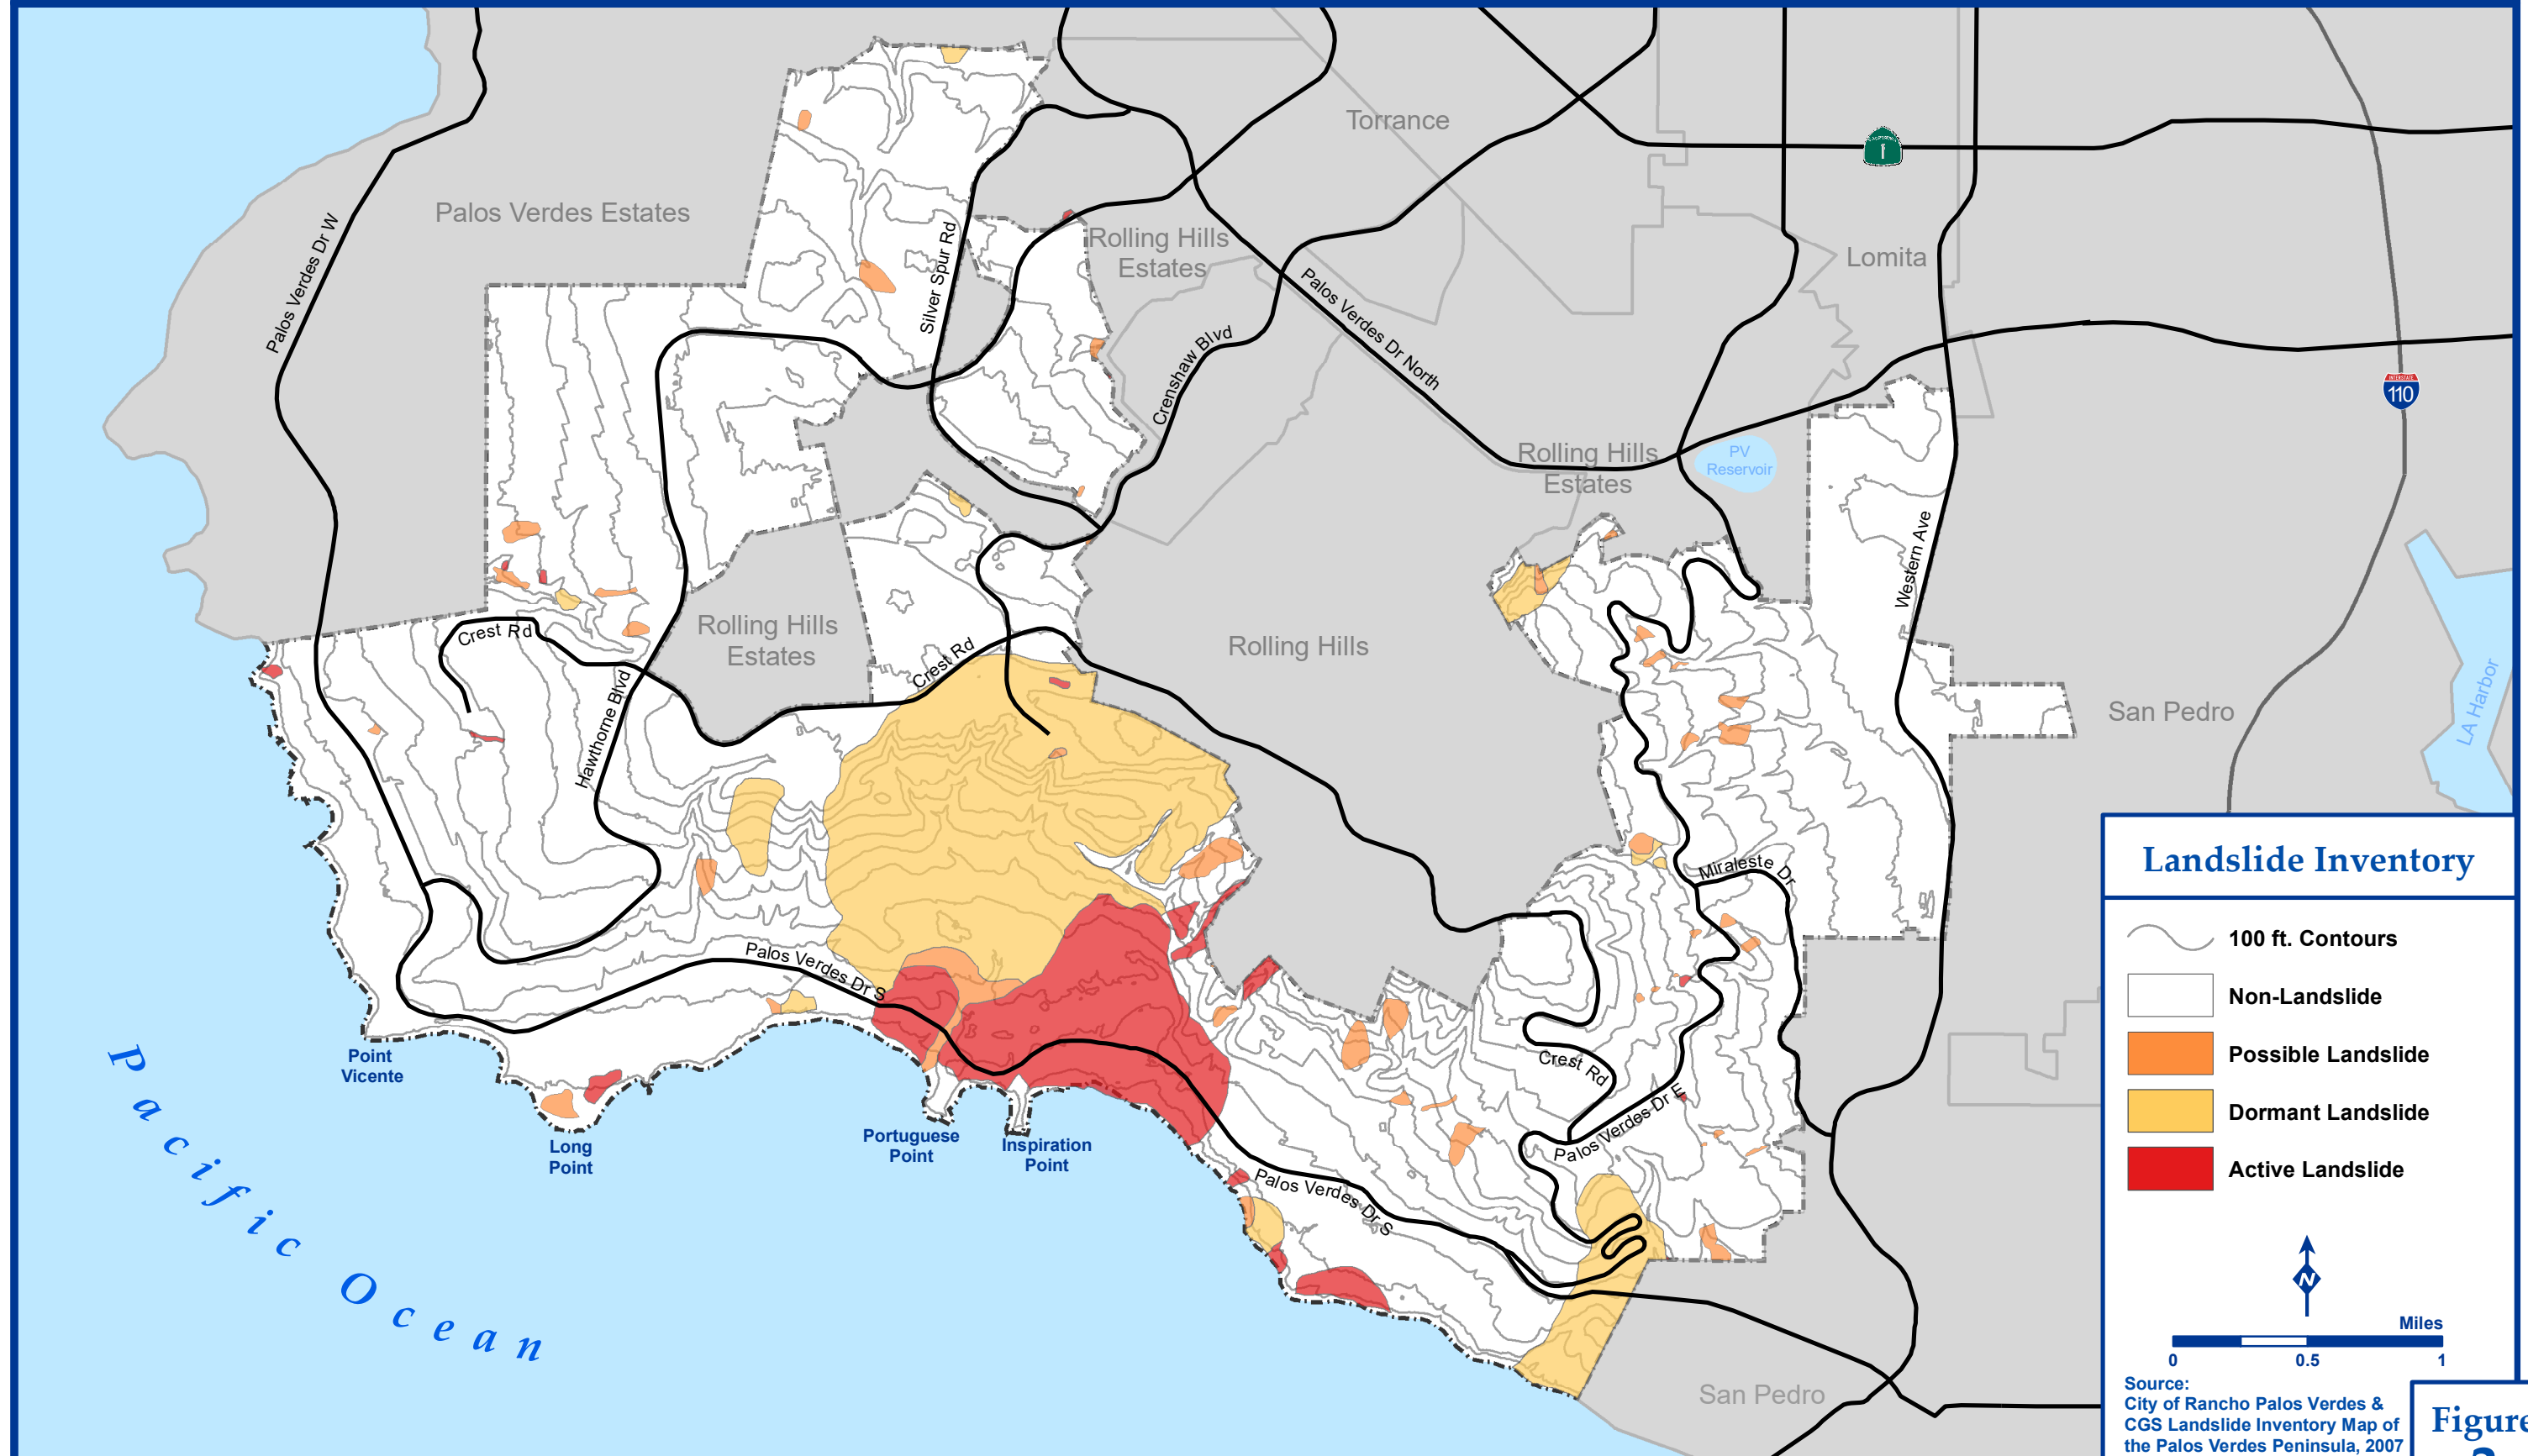 Torrance
1
Palos Verdes Estates
Palos Verdes Dr W
Silver Spur Rd
Rolling Hills
Estates
Lomita
Palos Verdes Dr North
Crenshaw Blvd
110
Rolling Hills
Estates
PV
Reservoir
Western Ave
Crest Rd
Rolling Hills
Estates
Crest Rd
Rolling Hills
Hawthorne Blvd
San Pedro
LA Harbor
Miraleste Dr
Palos Verdes Dr S
Point
Vicente
Long
Point
Portuguese
Point
Inspiration
Point
Crest Rd
Palos Verdes Dr E
Palos Verdes Dr S
Pacific Ocean
San Pedro
Landslide Inventory
100 ft. Contours
Non-Landslide
Possible Landslide
Dormant Landslide
Active Landslide
N
Miles
0 0.5 1
Source:
City of Rancho Palos Verdes &
CGS Landslide Inventory Map of
the Palos Verdes Peninsula, 2007
Figure